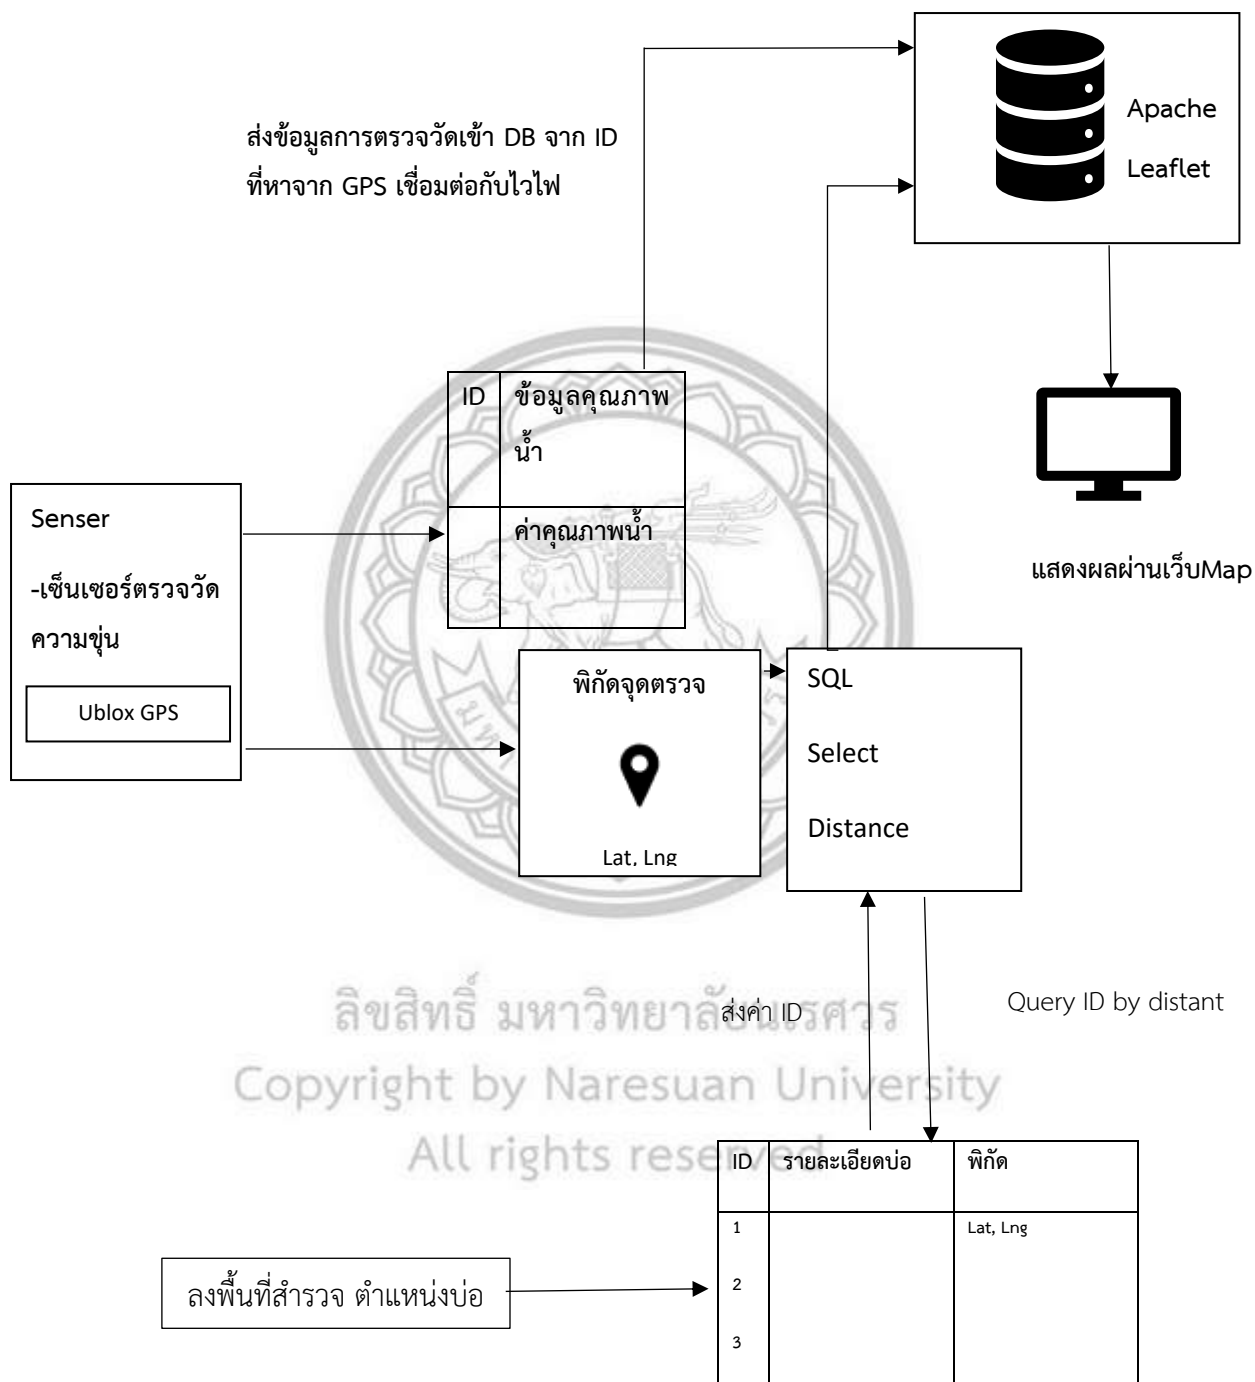 Apache
Leaflet
ส่งข้อมูลการตรวจวัดเข้า DB จาก ID
ที่หาจาก GPS เชื่อมต่อกับไวไฟ
ID ข้อมูลคุณภาพ
น้ำ
ค่าคุณภาพน้ำ
Senser
-เซ็นเซอร์ตรวจวัด
ความขุ่น
Ublox GPS
แสดงผลผ่านเว็บMap
พิกัดจุดตรวจ
Lat, Lng
SQL
Select
Distance
ส่งค่า ID
Query ID by distant
ลิขสิทธิ์ มหาวิทยาลัยนเรศวร
Copyright by Naresuan University
All rights reserved
ID รายละเอียดบ่อ พิกัด
1 Lat, Lng
2
3
ลงพื้นที่สำรวจ ตำแหน่งบ่อ